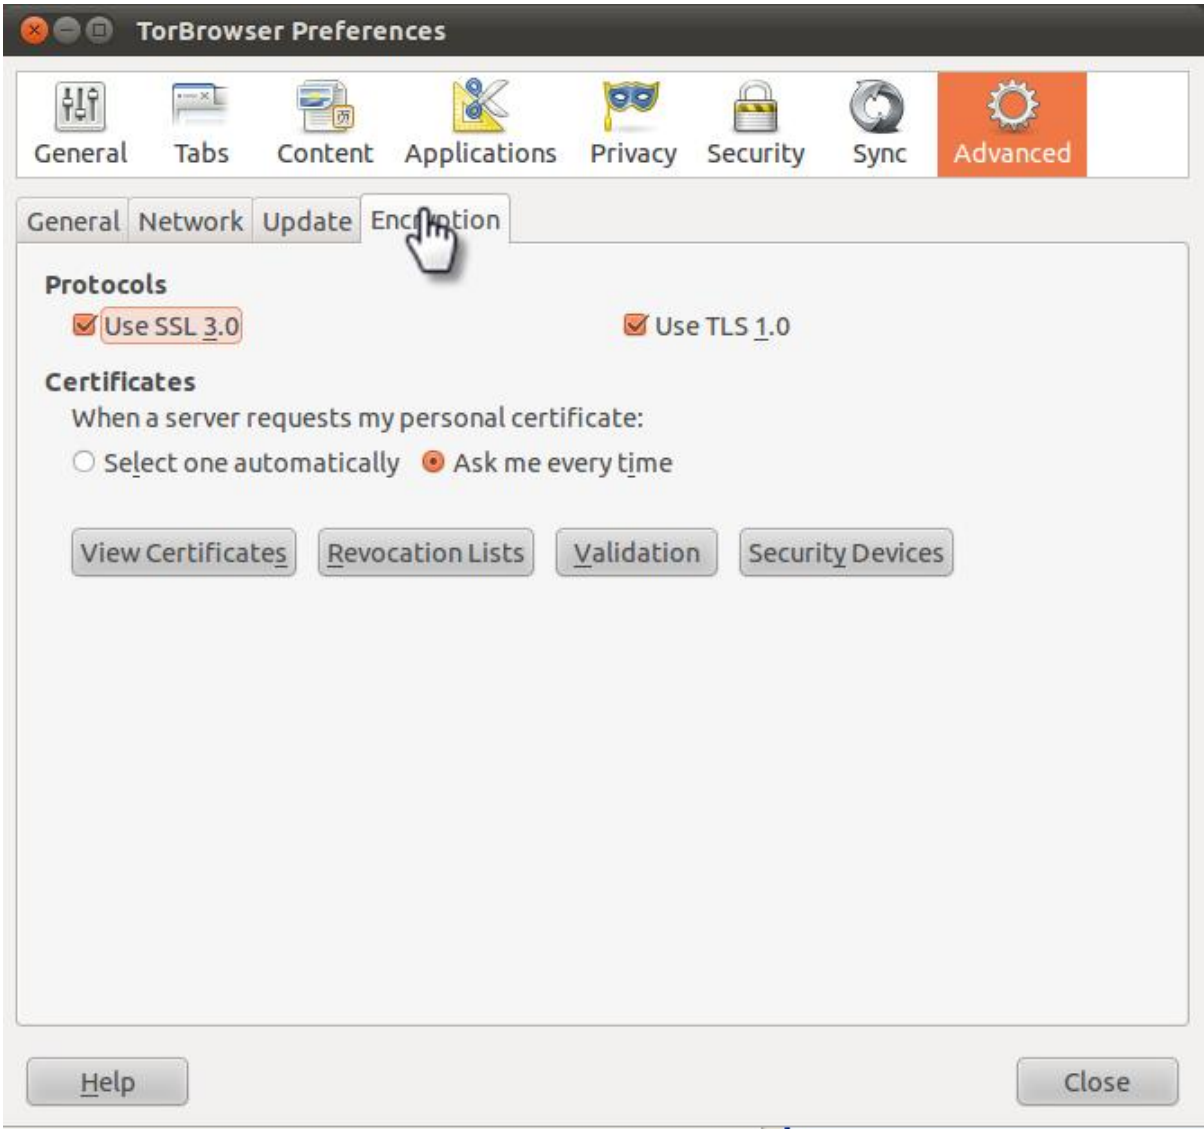 TorBrowser Preferences
General Tabs Content Applications Privacy Security Sync Advanced
General Network Update Encryption
Protocols
Use SSL 3.0 Use TLS 1.0
Certificates
When a server requests my personal certificate:
Select one automatically Ask me every time
View Certificates Revocation Lists Validation Security Devices
Help Close